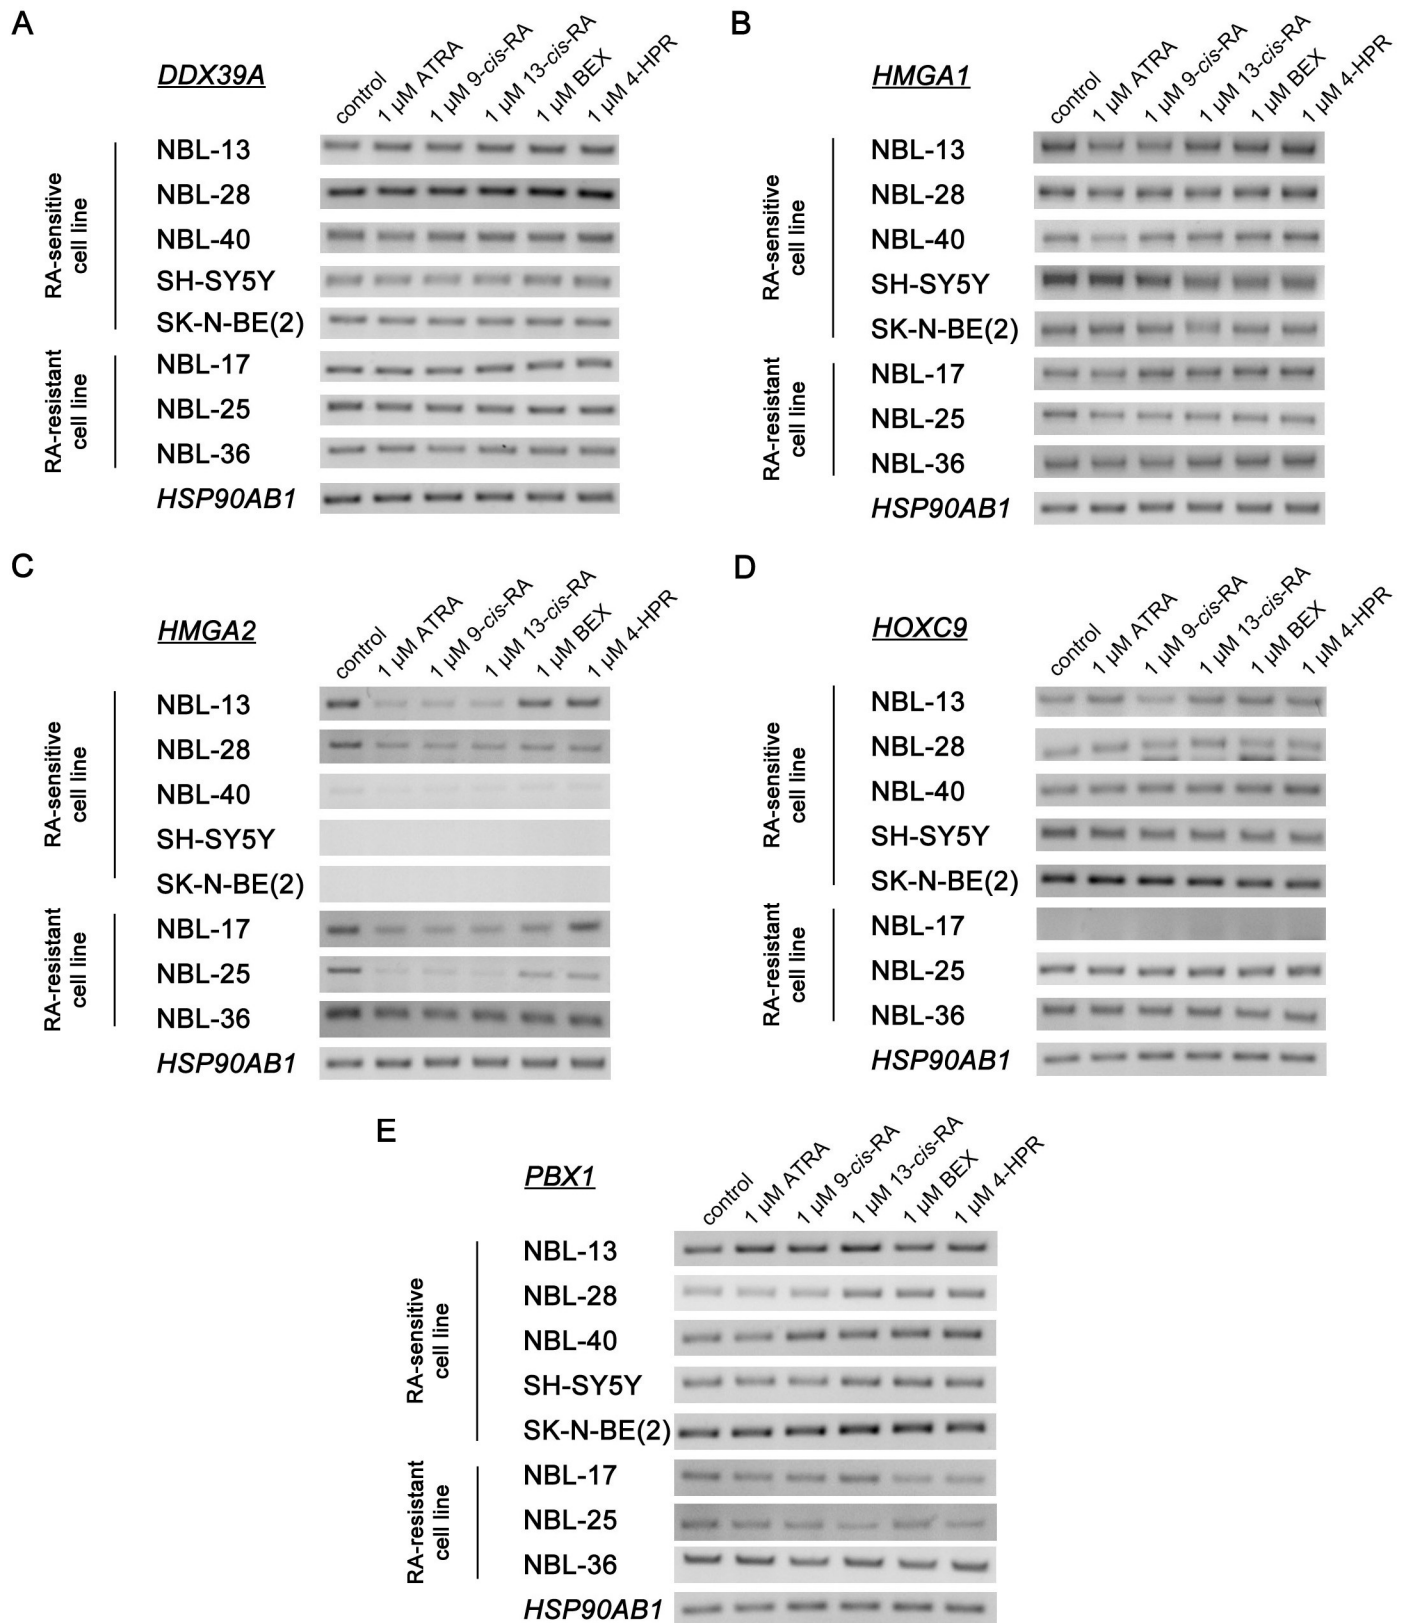 A
DDX39A
control
1 µM ATRA
1 µM 9-cis-RA
1 µM 13-cis-RA
1 µM BEX
1 µM 4-HPR
RA-sensitive
cell line
NBL-13
NBL-28
NBL-40
SH-SY5Y
SK-N-BE(2)
RA-resistant
cell line
NBL-17
NBL-25
NBL-36
HSP90AB1
B
HMGA1
control
1 µM ATRA
1 µM 9-cis-RA
1 µM 13-cis-RA
1 µM BEX
1 µM 4-HPR
RA-sensitive
cell line
NBL-13
NBL-28
NBL-40
SH-SY5Y
SK-N-BE(2)
RA-resistant
cell line
NBL-17
NBL-25
NBL-36
HSP90AB1
C
HMGA2
control
1 µM ATRA
1 µM 9-cis-RA
1 µM 13-cis-RA
1 µM BEX
1 µM 4-HPR
RA-sensitive
cell line
NBL-13
NBL-28
NBL-40
SH-SY5Y
SK-N-BE(2)
RA-resistant
cell line
NBL-17
NBL-25
NBL-36
HSP90AB1
D
HOXC9
control
1 µM ATRA
1 µM 9-cis-RA
1 µM 13-cis-RA
1 µM BEX
1 µM 4-HPR
RA-sensitive
cell line
NBL-13
NBL-28
NBL-40
SH-SY5Y
SK-N-BE(2)
RA-resistant
cell line
NBL-17
NBL-25
NBL-36
HSP90AB1
E
PBX1
control
1 µM ATRA
1 µM 9-cis-RA
1 µM 13-cis-RA
1 µM BEX
1 µM 4-HPR
RA-sensitive
cell line
NBL-13
NBL-28
NBL-40
SH-SY5Y
SK-N-BE(2)
RA-resistant
cell line
NBL-17
NBL-25
NBL-36
HSP90AB1